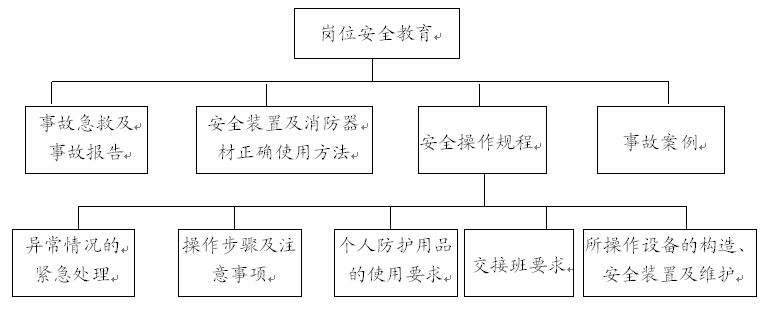 岗位安全教育
事故急救及
事故报告
安全装置及消防器
材正确使用方法
安全操作规程
事故案例
异常情况的
紧急处理
操作步骤及注
意事项
个人防护用品
的使用要求
交接班要求
所操作设备的构造、
安全装置及维护